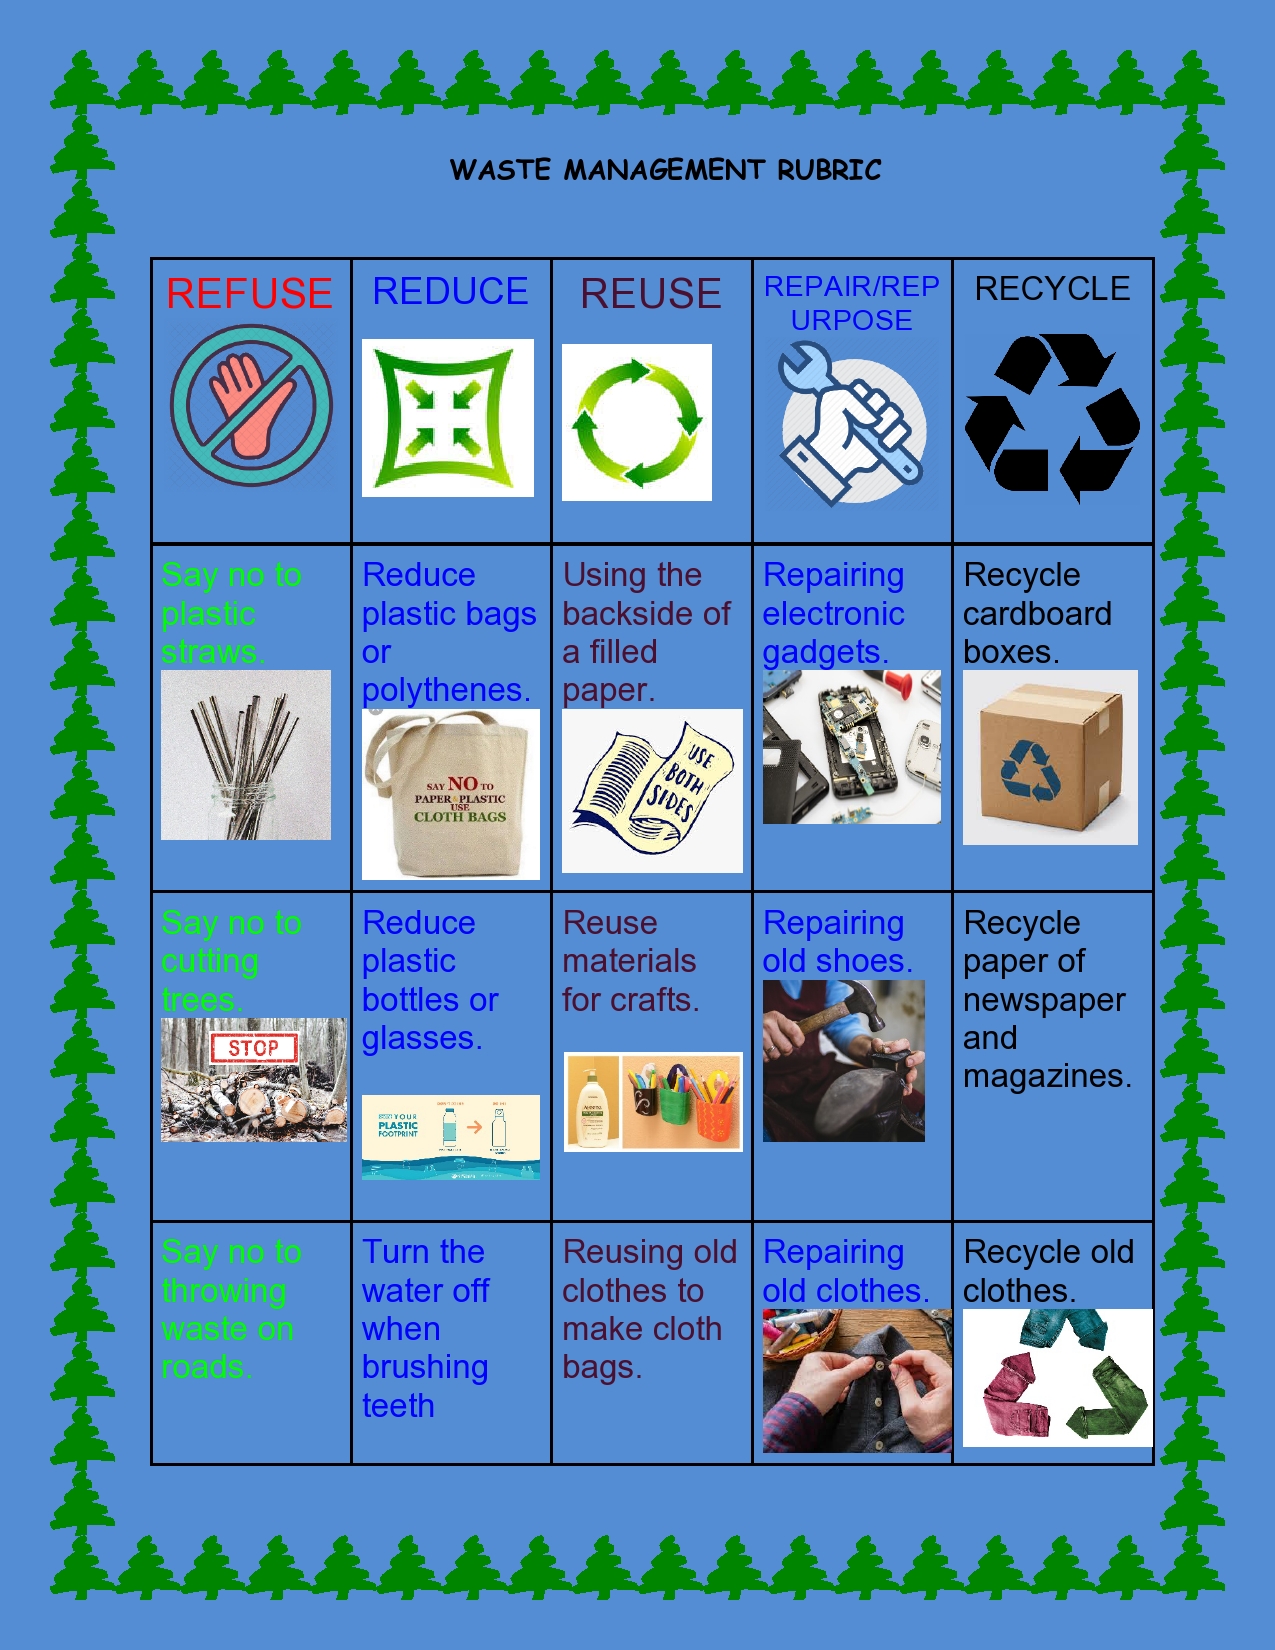 WASTE MANAGEMENT RUBRIC
REFUSE
REDUCE
REUSE
REPAIR/REP
URPOSE
RECYCLE
Say no to
plastic
straws.
Reduce
plastic bags
or
polythenes.
SAY NO TO
PAPER PLASTIC
USE
CLOTH BAGS
Using the
backside of
a filled
paper.
USE
BOTH
SIDES
Repairing
electronic
gadgets.
Recycle
cardboard
boxes.
Say no to
cutting
trees.
STOP
Reduce
plastic
bottles or
glasses.
YOUR
PLASTIC
FOOTPRINT
Reuse
materials
for crafts.
Aveeno
Repairing
old shoes.
Recycle
paper of
newspaper
and
magazines.
Say no to
throwing
waste on
roads.
Turn the
water off
when
brushing
teeth
Reusing old
clothes to
make cloth
bags.
Repairing
old clothes.
Recycle old
clothes.